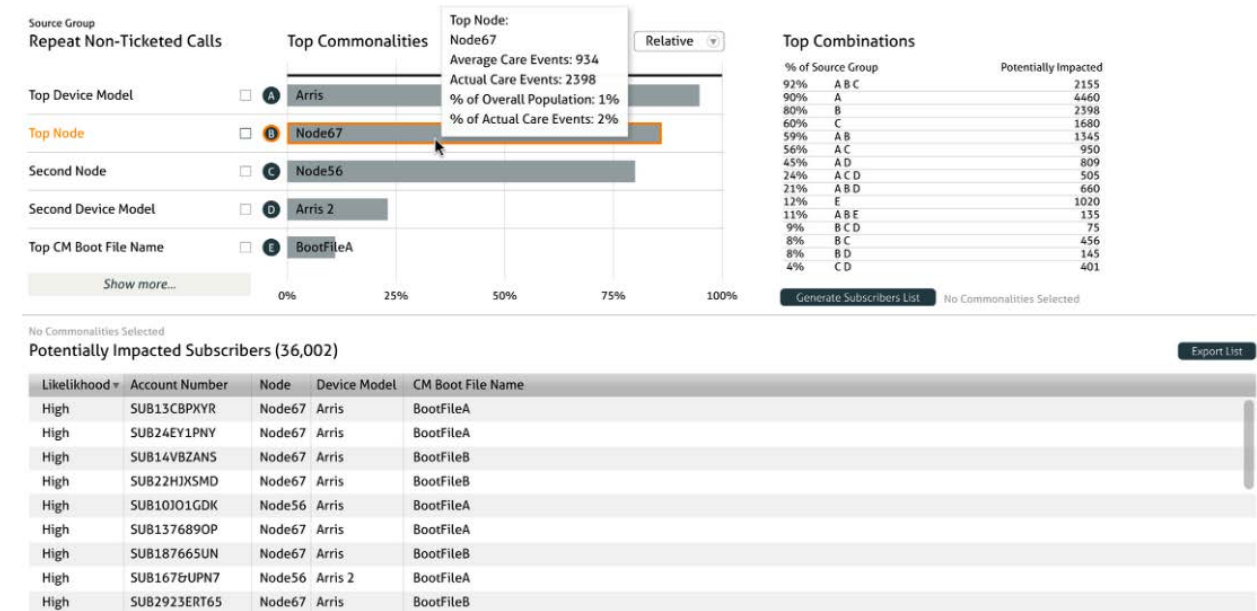 Source Group
Repeat Non-Ticketed Calls
Top Commonalities
Relative
Top Node:
Node67
Average Care Events: 934
Actual Care Events: 2398
% of Overall Population: 1%
% of Actual Care Events: 2%
Top Device Model A Arris
Top Node B Node67
Second Node C Node56
Second Device Model D Arris 2
Top CM Boot File Name E BootFileA
Show more...
0% 25% 50% 75% 100%
Top Combinations
% of Source Group Potentially Impacted
92% A B C 2155
90% A 4460
80% B 2398
60% C 1680
59% A B 1345
56% A C 950
45% A D 809
24% A C D 505
21% A B D 660
12% E 1020
11% A B E 135
9% B C D 75
8% B C 456
8% B D 145
4% C D 401
Generate Subscribers List No Commonalities Selected
No Commonalities Selected
Potentially Impacted Subscribers (36,002)
Export List
Likelikhood Account Number Node Device Model CM Boot File Name
High SUB13CBPXYR Node67 Arris BootFileA
High SUB24EY1PNY Node67 Arris BootFileA
High SUB14VBZANS Node67 Arris BootFileB
High SUB22HJXSMD Node67 Arris BootFileB
High SUB10JO1GDK Node56 Arris BootFileA
High SUB137689OP Node67 Arris BootFileA
High SUB187665UN Node67 Arris BootFileB
High SUB167&UPN7 Node56 Arris 2 BootFileA
High SUB2923ERT65 Node67 Arris BootFileB